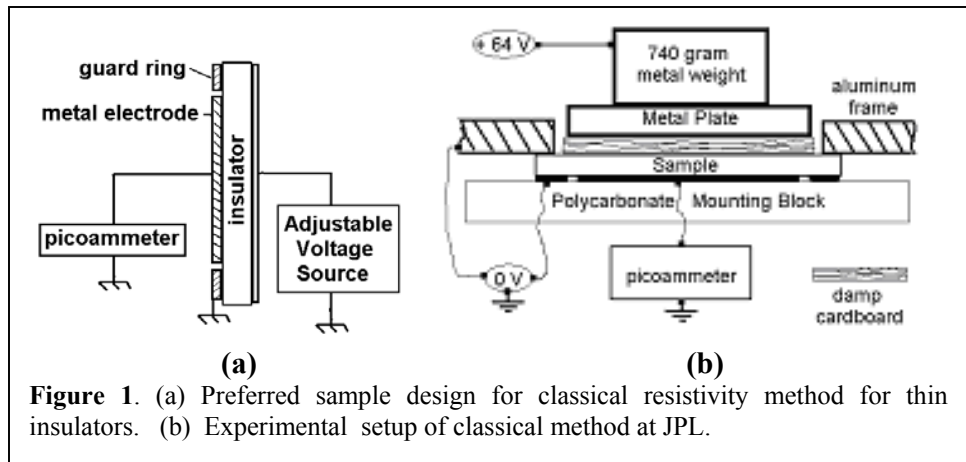 guard ring
metal electrode
insulator
picoammeter
Adjustable
Voltage
Source
(a)
+ 64 V
740 gram
metal weight
aluminum
frame
Metal Plate
Sample
Polycarbonate Mounting Block
0 V
picoammeter
damp
cardboard
(b)
Figure 1. (a) Preferred sample design for classical resistivity method for thin
insulators. (b) Experimental setup of classical method at JPL.